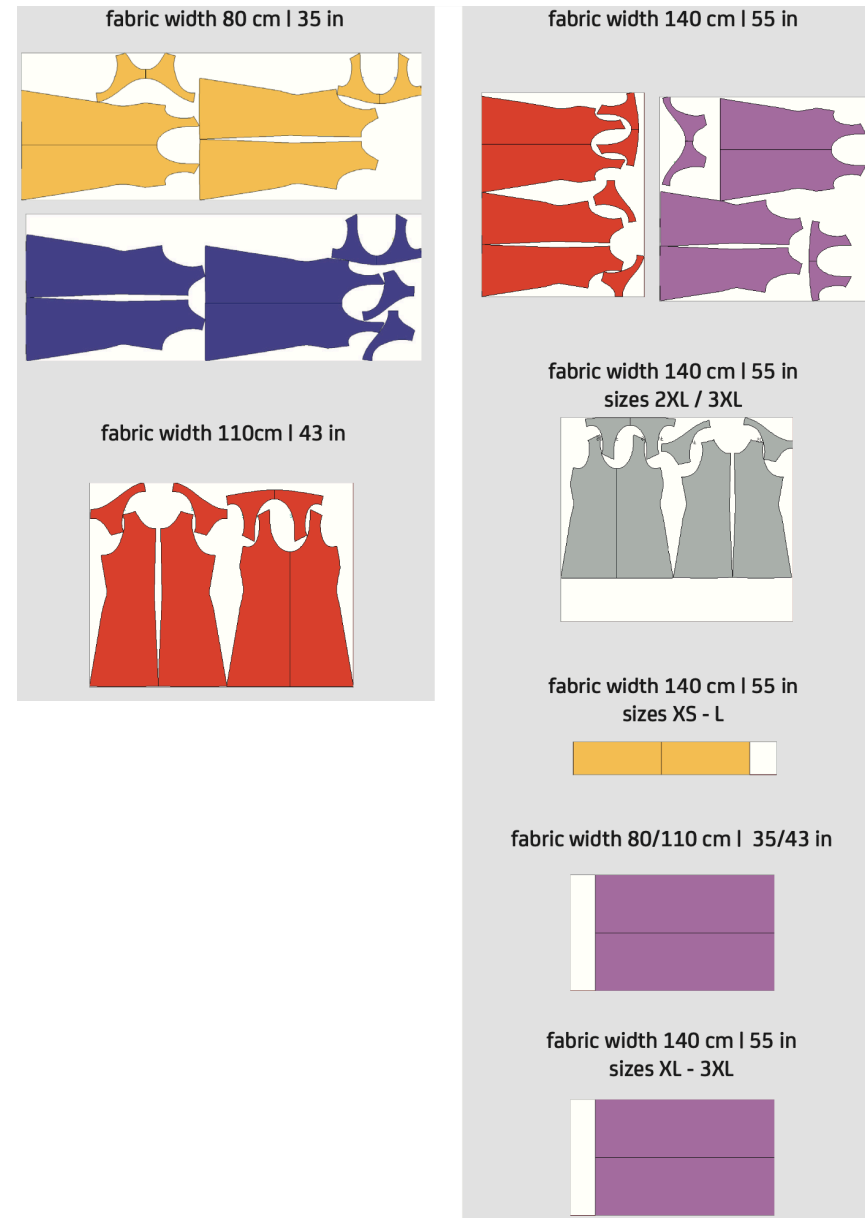 fabric width 80 cm | 35 in
fabric width 110cm | 43 in
fabric width 140 cm | 55 in
fabric width 140 cm | 55 in
sizes 2XL / 3XL
fabric width 140 cm | 55 in
sizes XS - L
fabric width 80/110 cm | 35/43 in
fabric width 140 cm | 55 in
sizes XL - 3XL